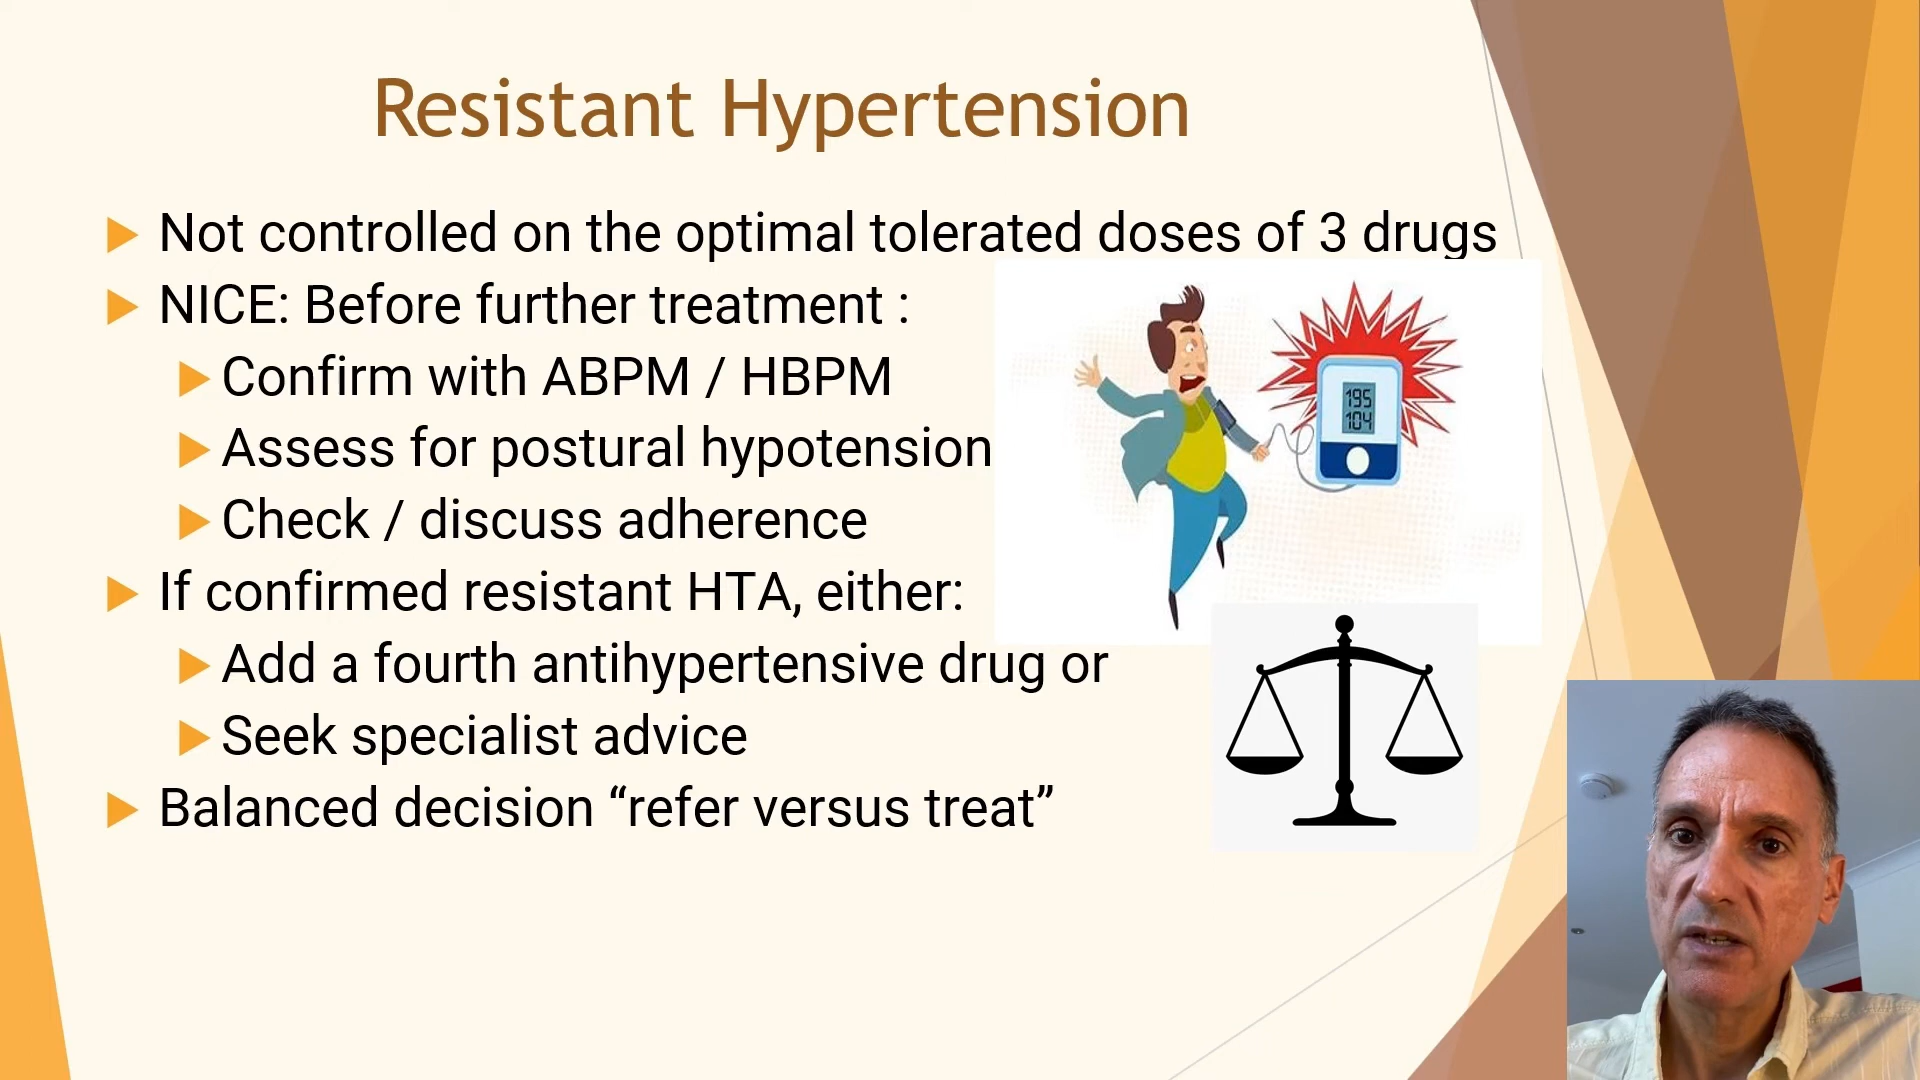 Resistant Hypertension
Not controlled on the optimal tolerated doses of 3 drugs
NICE: Before further treatment :
Confirm with ABPM / HBPM
Assess for postural hypotension
Check / discuss adherence
If confirmed resistant HTA, either:
Add a fourth antihypertensive drug or
Seek specialist advice
Balanced decision “refer versus treat”
195
104